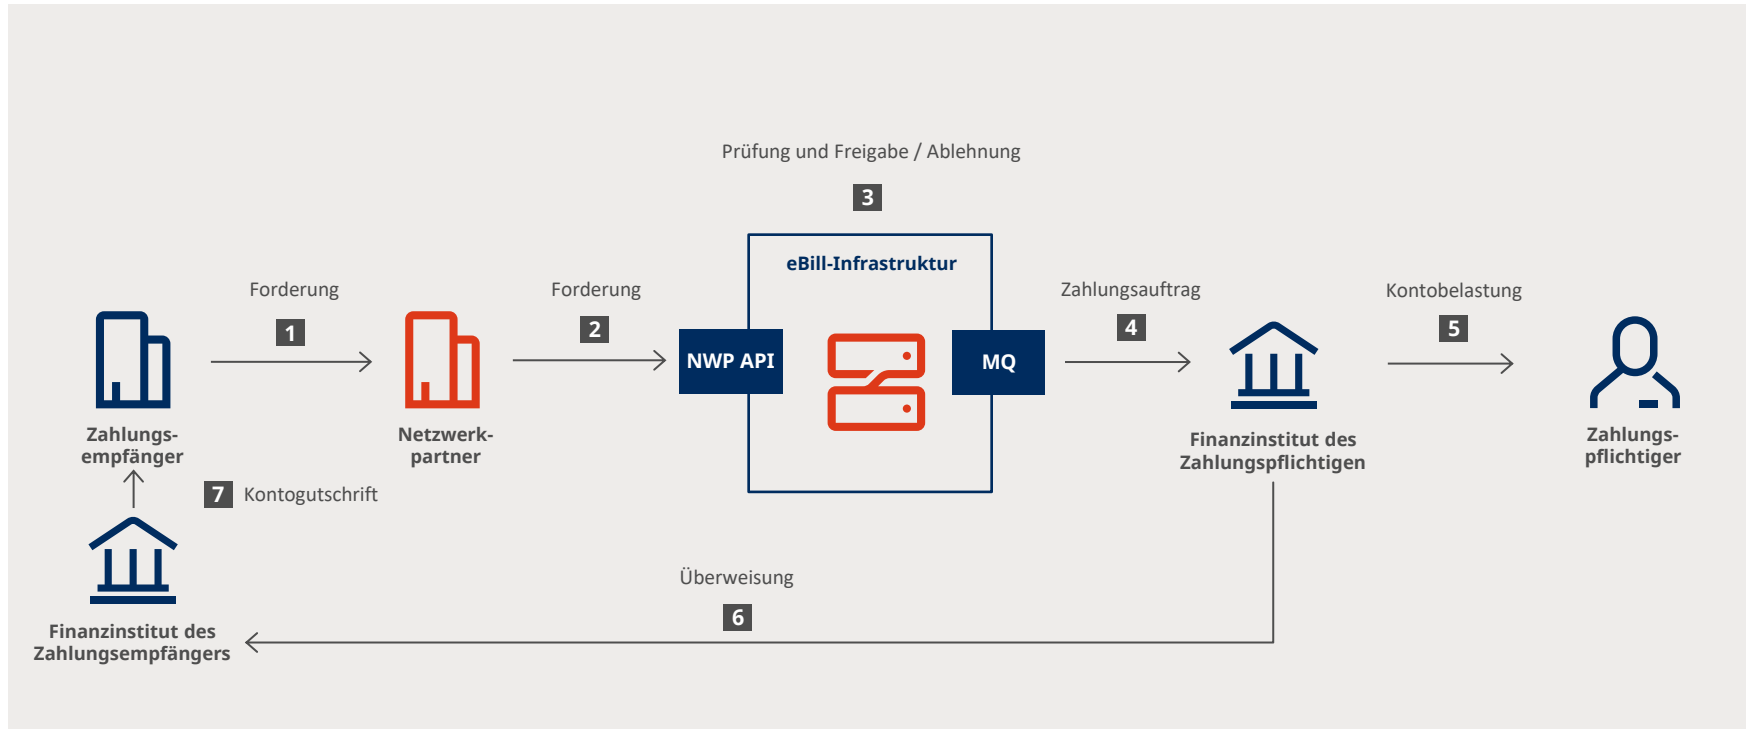 Prüfung und Freigabe / Ablehnung
3
eBill-Infrastruktur
Forderung
1
Forderung
2
NWP API
MQ
Zahlungsauftrag
4
Kontobelastung
5
Zahlungs-
empfänger
Netzwerk-
partner
Finanzinstitut des
Zahlungspflichtigen
Zahlungs-
pflichtiger
7 Kontogutschrift
Überweisung
6
Finanzinstitut des
Zahlungsempfängers